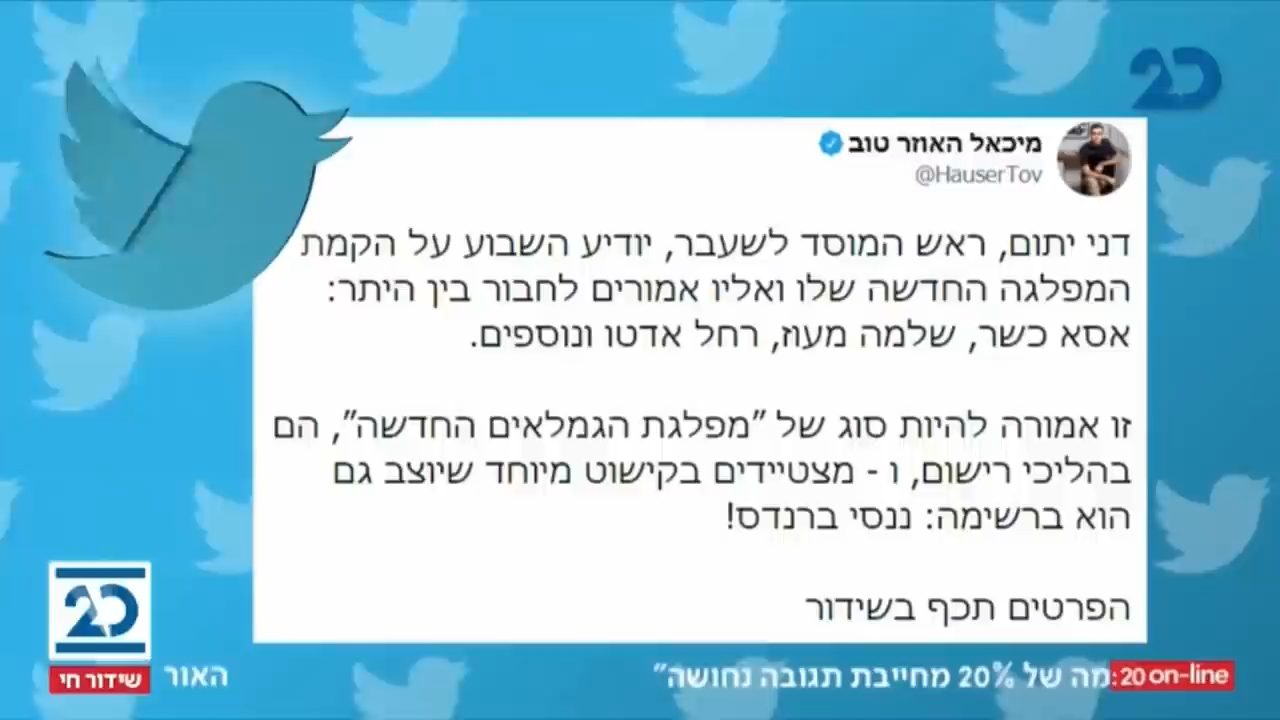 20
מיכאל האוזר טוב
@HauserTov
דני יתום, ראש המוסד לשעבר, יודיע השבוע על הקמת
המפלגה החדשה שלו ואליו אמורים לחבור בין היתר:
אסא כשר, שלמה מעוז, רחל אדטו ונוספים.
זו אמורה להיות סוג של "מפלגת הגמלאים החדשה", הם
בהליכי רישום, ו - מצטיידים בקישוט מיוחד שיוצב גם
הוא ברשימה: ננסי ברנדס!
הפרטים תכף בשידור
20
שידור חי
20 on-line
מה של 20% מחייבת תגובה נחושה"
האור